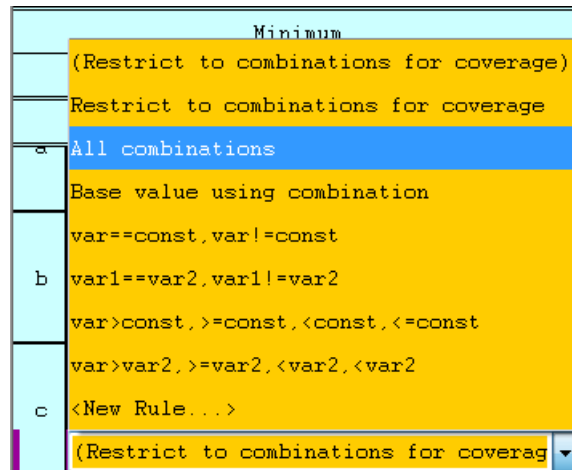 Minimum
(Restrict to combinations for coverage)
Restrict to combinations for coverage
a
All combinations
Base value using combination
var==const,var!=const
b
var1==var2,var1!=var2
var>const,>=const,<const,<=const
var>var2,>=var2,<var2,<var2
c
<New Rule...>
(Restrict to combinations for coverag